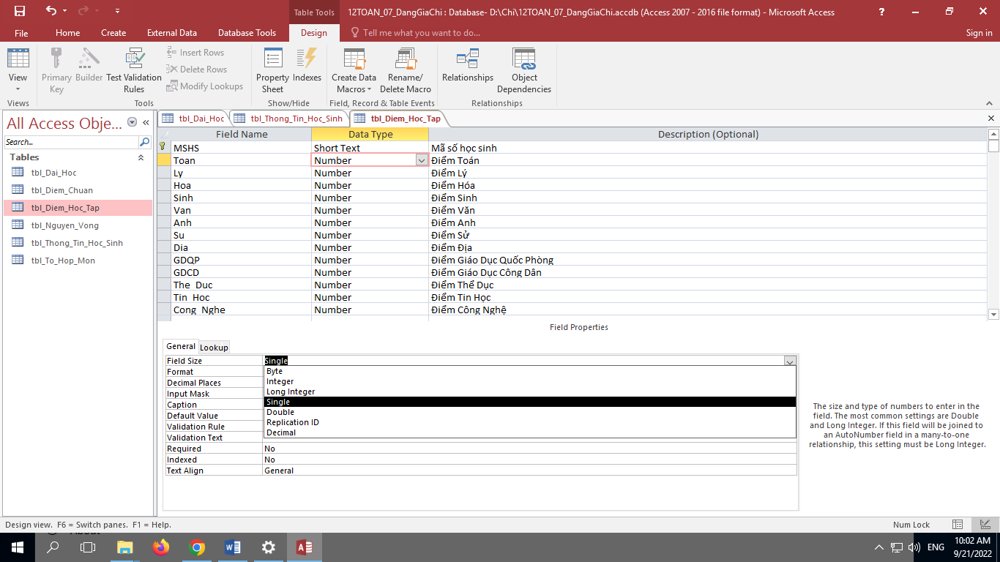 Table Tools
12TOAN_07_DangGiaChi : Database- D:\Chi\12TOAN_07_DangGiaChi.accdb (Access 2007 - 2016 file format) - Microsoft Access
?
File Home Create External Data Database Tools Design Tell me what you want to do... Sign in
View
Primary Key
Builder
Test Validation Rules
Insert Rows
Delete Rows
Modify Lookups
Property Sheet
Indexes
Create Data Macros
Rename/ Delete Macro
Relationships
Object Dependencies
Views Tools Show/Hide Field, Record & Table Events Relationships
All Access Obje...
Search...
Tables
tbl_Dai_Hoc
tbl_Diem_Chuan
tbl_Diem_Hoc_Tap
tbl_Nguyen_Vong
tbl_Thong_Tin_Hoc_Sinh
tbl_To_Hop_Mon
tbl_Dai_Hoc tbl_Thong_Tin_Hoc_Sinh tbl_Diem_Hoc_Tap
Field Name Data Type Description (Optional)
MSHS Short Text Mã số học sinh
Toan Number Điểm Toán
Ly Number Điểm Lý
Hoa Number Điểm Hóa
Sinh Number Điểm Sinh
Van Number Điểm Văn
Anh Number Điểm Anh
Su Number Điểm Sử
Dia Number Điểm Địa
GDQP Number Điểm Giáo Dục Quốc Phòng
GDCD Number Điểm Giáo Dục Công Dân
The_Duc Number Điểm Thể Dục
Tin_Hoc Number Điểm Tin Học
Cong_Nghe Number Điểm Công Nghệ
Field Properties
General Lookup
Field Size Single
Format
Decimal Places
Input Mask
Caption
Default Value
Validation Rule
Validation Text
Required No
Indexed No
Text Align General
Byte
Integer
Long Integer
Single
Double
Replication ID
Decimal
The size and type of numbers to enter in the
field. The most common settings are Double
and Long Integer. If this field will be joined to
an AutoNumber field in a many-to-one
relationship, this setting must be Long Integer.
Design view. F6 = Switch panes. F1 = Help.
Num Lock
About
ENG
10:02 AM
9/21/2022